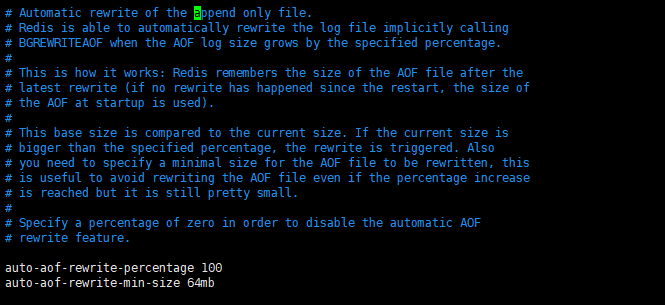 # Automatic rewrite of the append only file.
# Redis is able to automatically rewrite the log file implicitly calling
# BGREWRITEAOF when the AOF log size grows by the specified percentage.
#
# This is how it works: Redis remembers the size of the AOF file after the
# latest rewrite (if no rewrite has happened since the restart, the size of
# the AOF at startup is used).
#
# This base size is compared to the current size. If the current size is
# bigger than the specified percentage, the rewrite is triggered. Also
# you need to specify a minimal size for the AOF file to be rewritten, this
# is useful to avoid rewriting the AOF file even if the percentage increase
# is reached but it is still pretty small.
#
# Specify a percentage of zero in order to disable the automatic AOF
# rewrite feature.
auto-aof-rewrite-percentage 100
auto-aof-rewrite-min-size 64mb